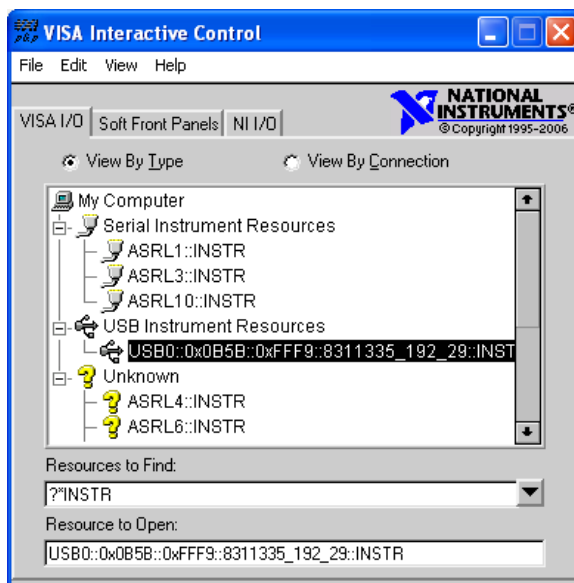 VISA Interactive Control
File Edit View Help
NATIONAL
INSTRUMENTS®
© Copyright 1995-2006
VISA I/O Soft Front Panels NI I/O
View By Type View By Connection
My Computer
Serial Instrument Resources
ASRL1::INSTR
ASRL3::INSTR
ASRL10::INSTR
USB Instrument Resources
USB0::0x0B5B::0xFFF9::8311335_192_29::INST
Unknown
ASRL4::INSTR
ASRL6::INSTR
Resources to Find:
?*INSTR
Resource to Open:
USB0::0x0B5B::0xFFF9::8311335_192_29::INSTR